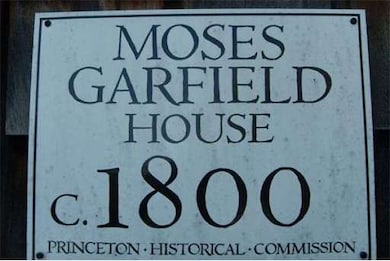 MOSES
GARFIELD
HOUSE
C. 1800
PRINCETON · HISTORICAL · COMMISSION